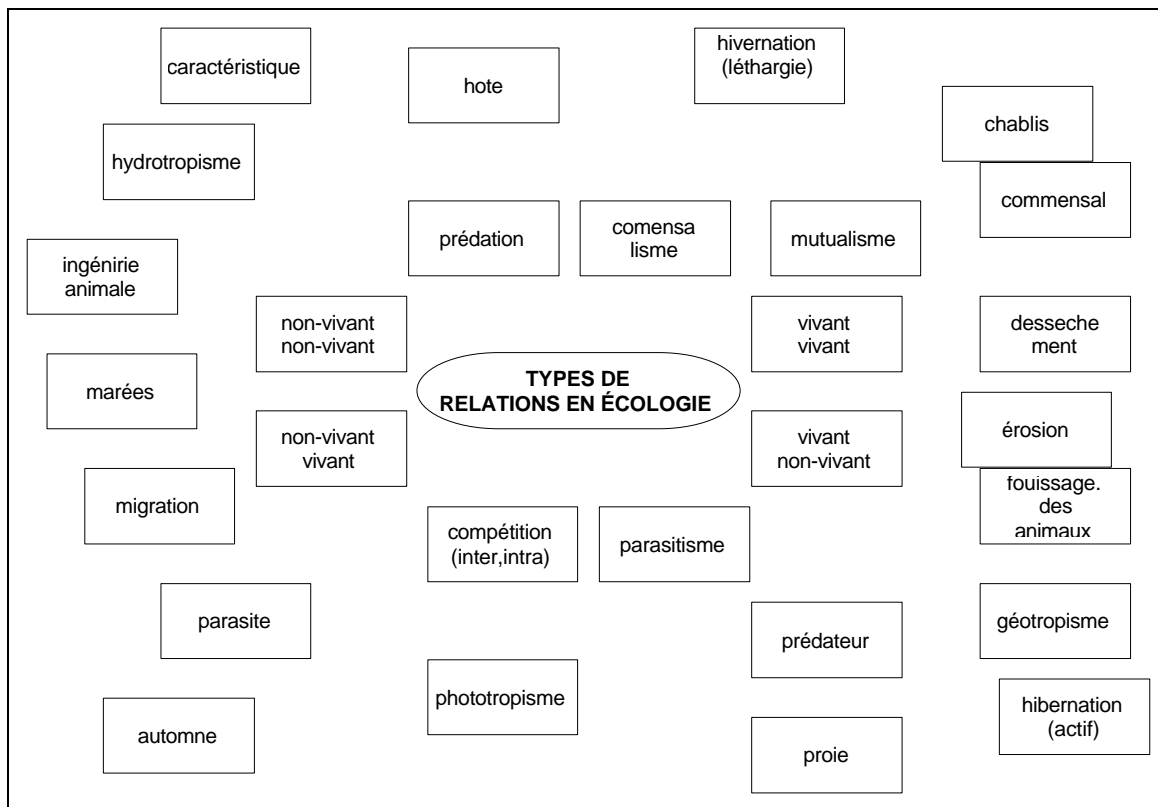 caractéristique
hote
hivernation
(léthargie)
chablis
hydrotropisme
commensal
prédation
comensa
lisme
mutualisme
ingénirie
animale
non-vivant
non-vivant
vivant
vivant
desseche
ment
marées
TYPES DE
RELATIONS EN ÉCOLOGIE
non-vivant
vivant
vivant
non-vivant
érosion
migration
fouissage.
des
animaux
compétition
(inter,intra)
parasitisme
parasite
prédateur
géotropisme
phototropisme
automne
hibernation
(actif)
proie